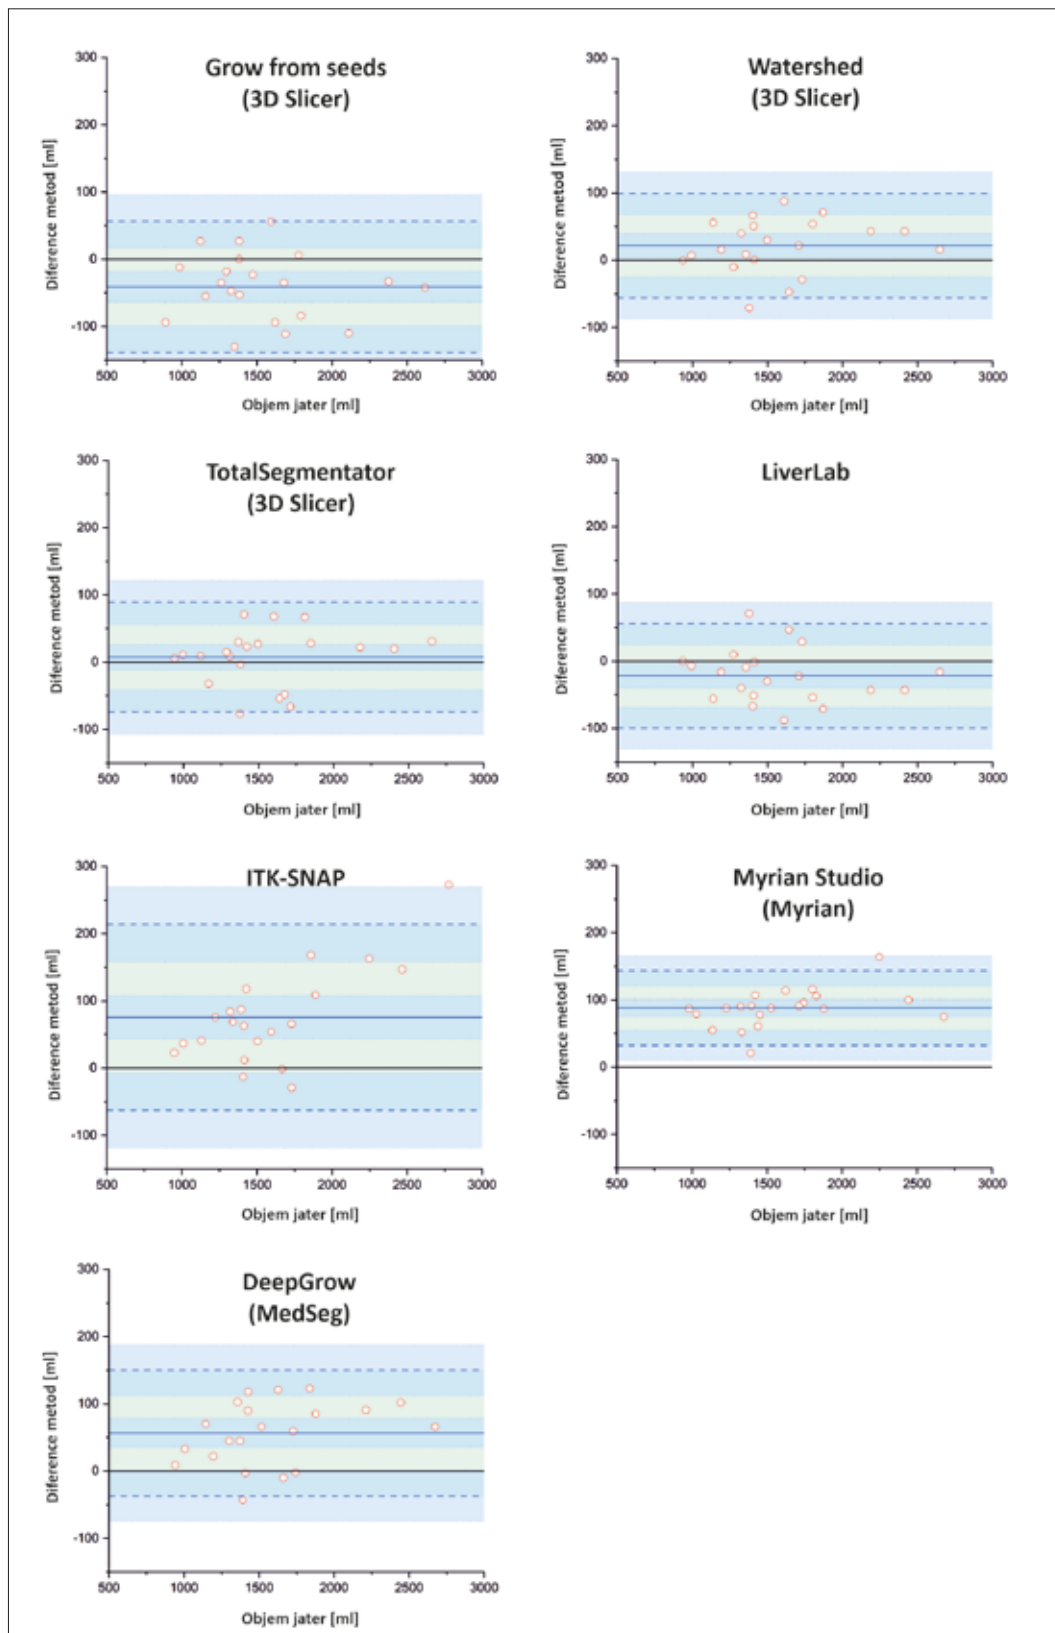 Grow from seeds
(3D Slicer)
Diference metod [ml]
300
200
100
0
-100
500 1000 1500 2000 2500 3000
Objem jater [ml]
Watershed
(3D Slicer)
Diference metod [ml]
300
200
100
0
-100
500 1000 1500 2000 2500 3000
Objem jater [ml]
TotalSegmentator
(3D Slicer)
Diference metod [ml]
300
200
100
0
-100
500 1000 1500 2000 2500 3000
Objem jater [ml]
LiverLab
Diference metod [ml]
300
200
100
0
-100
500 1000 1500 2000 2500 3000
Objem jater [ml]
ITK-SNAP
Diference metod [ml]
300
200
100
0
-100
500 1000 1500 2000 2500 3000
Objem jater [ml]
Myrian Studio
(Myrian)
Diference metod [ml]
300
200
100
0
-100
500 1000 1500 2000 2500 3000
Objem jater [ml]
DeepGrow
(MedSeg)
Diference metod [ml]
300
200
100
0
-100
500 1000 1500 2000 2500 3000
Objem jater [ml]